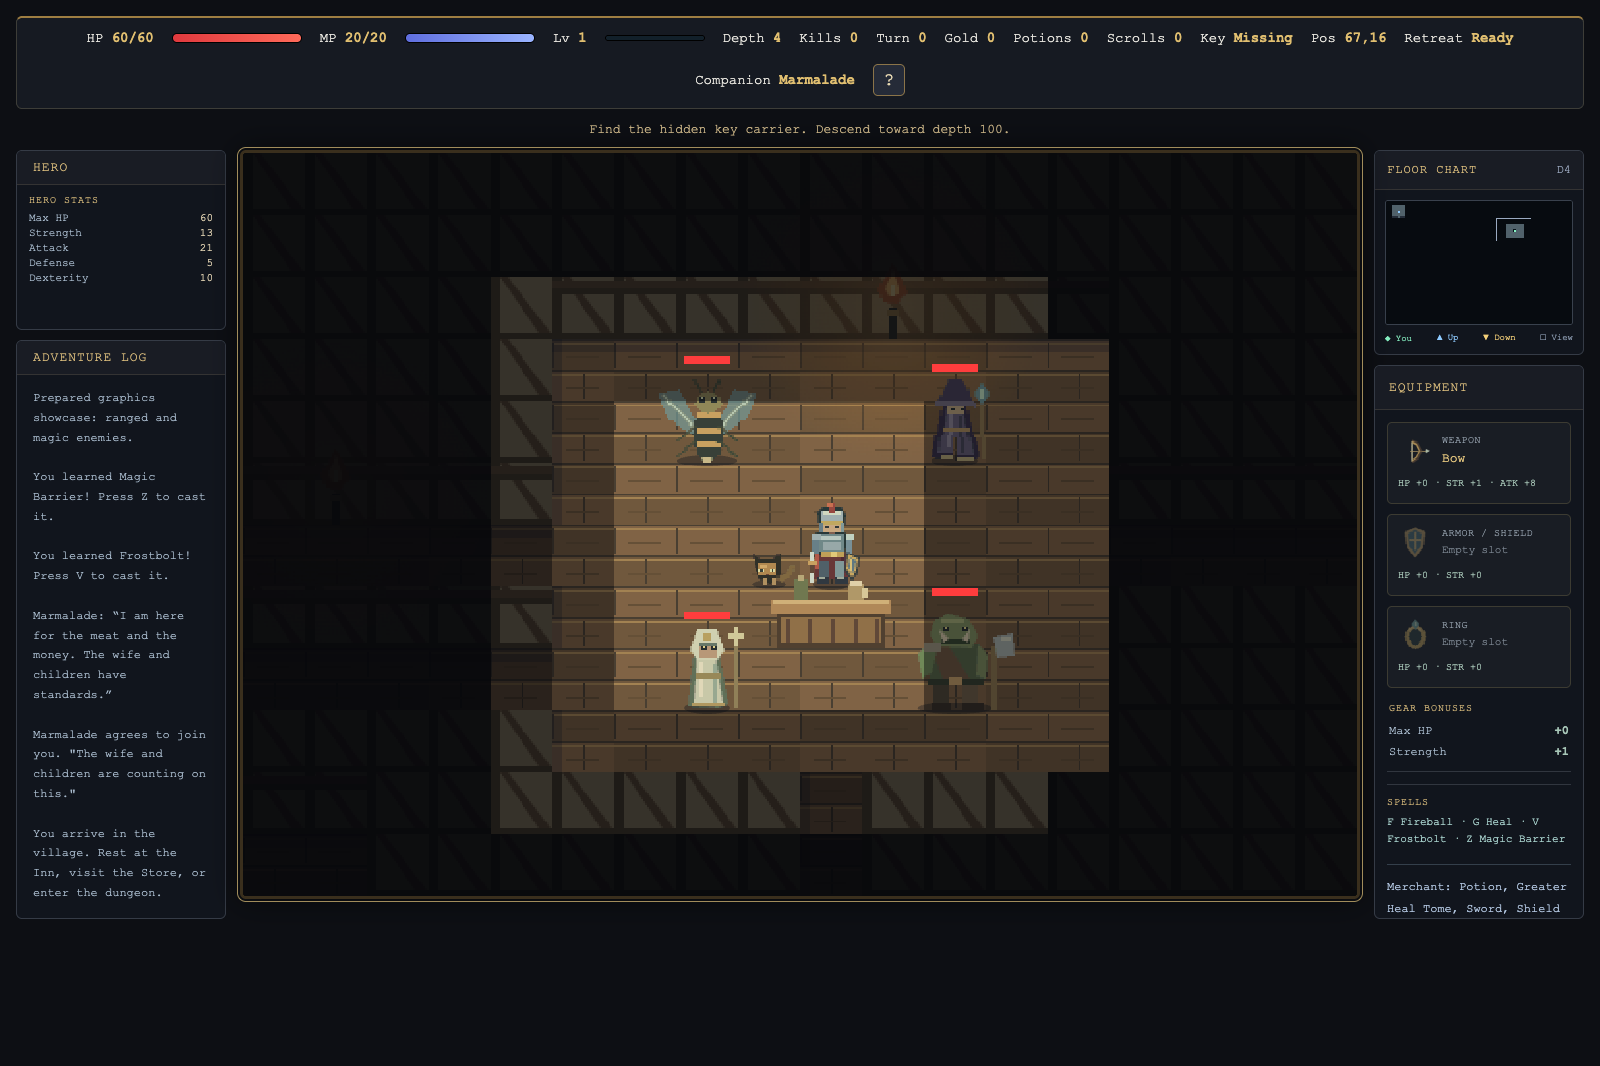 HP 60/60 MP 20/20 Lv 1 Depth 4 Kills 0 Turn 0 Gold 0 Potions 0 Scrolls 0 Key Missing Pos 67,16 Retreat Ready
Companion Marmalade ?
Find the hidden key carrier. Descend toward depth 100.
HERO
HERO STATS
Max HP 60
Strength 13
Attack 21
Defense 5
Dexterity 10
ADVENTURE LOG
Prepared graphics
showcase: ranged and
magic enemies.
You learned Magic
Barrier! Press Z to cast
it.
You learned Frostbolt!
Press V to cast it.
Marmalade: “I am here
for the meat and the
money. The wife and
children have
standards.”
Marmalade agrees to join
you. "The wife and
children are counting on
this."
You arrive in the
village. Rest at the
Inn, visit the Store, or
enter the dungeon.
FLOOR CHART D4
◆ You ▲ Up ▼ Down □ View
EQUIPMENT
WEAPON
Bow
HP +0 · STR +1 · ATK +8
ARMOR / SHIELD
Empty slot
HP +0 · STR +0
RING
Empty slot
HP +0 · STR +0
GEAR BONUSES
Max HP +0
Strength +1
SPELLS
F Fireball · G Heal · V
Frostbolt · Z Magic Barrier
Merchant: Potion, Greater
Heal Tome, Sword, Shield